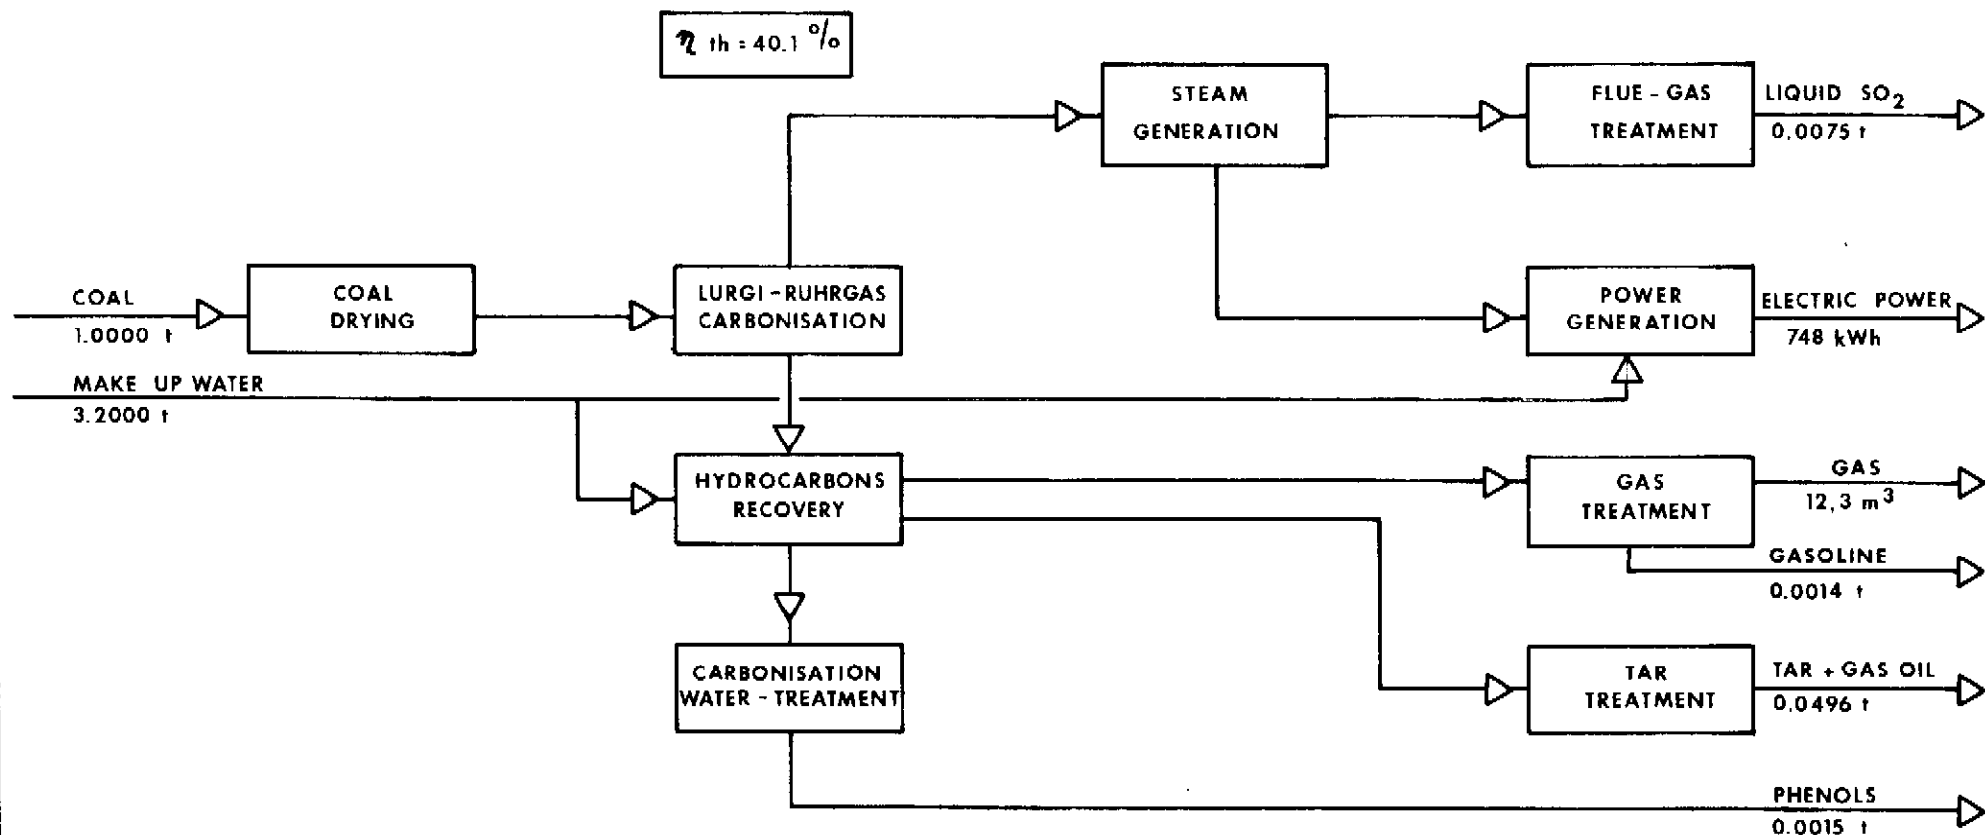 η th = 40.1 %
STEAM
GENERATION
FLUE - GAS
TREATMENT
LIQUID SO2
0.0075 t
COAL
1.0000 t
COAL
DRYING
LURGI - RUHRGAS
CARBONISATION
POWER
GENERATION
ELECTRIC POWER
748 kWh
MAKE UP WATER
3.2000 t
HYDROCARBONS
RECOVERY
GAS
TREATMENT
GAS
12,3 m3
GASOLINE
0.0014 t
CARBONISATION
WATER - TREATMENT
TAR
TREATMENT
TAR + GAS OIL
0.0496 t
PHENOLS
0.0015 t